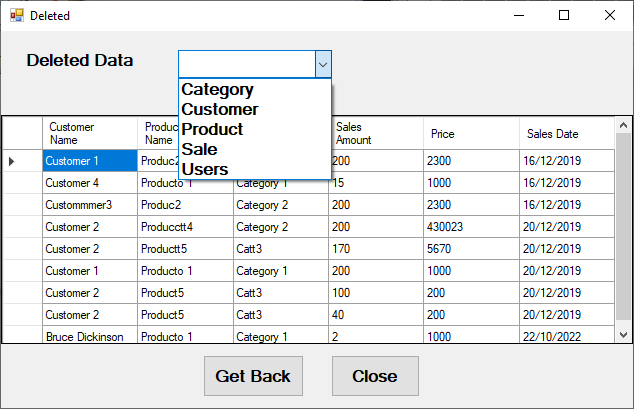 Deleted
Deleted Data
Category
Customer
Product
Sale
Users
Customer Name Produc Name Sales Amount Price Sales Date
Customer 1 Produc2 200 2300 16/12/2019
Customer 4 Producto 1 Category 1 15 1000 16/12/2019
Custommmer3 Produc2 Category 2 200 2300 16/12/2019
Customer 2 Producctt4 Category 2 200 430023 20/12/2019
Customer 2 Productt5 Catt3 170 5670 20/12/2019
Customer 1 Producto 1 Category 1 200 1000 20/12/2019
Customer 2 Product5 Catt3 100 200 20/12/2019
Customer 2 Product5 Catt3 40 200 20/12/2019
Bruce Dickinson Producto 1 Category 1 2 1000 22/10/2022
Get Back Close